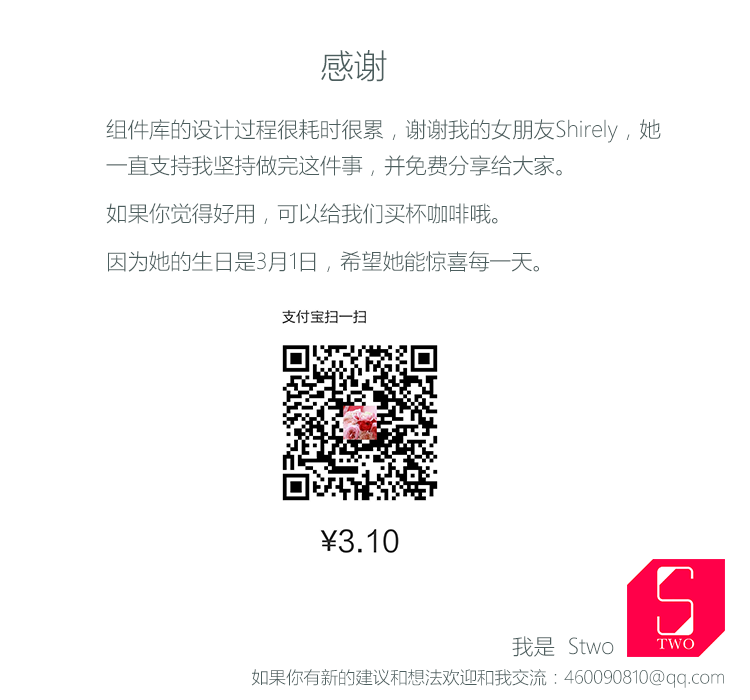 感谢
组件库的设计过程很耗时很累，谢谢我的女朋友Shirely，她
一直支持我坚持做完这件事，并免费分享给大家。
如果你觉得好用，可以给我们买杯咖啡哦。
因为她的生日是3月1日，希望她能惊喜每一天。
支付宝扫一扫
¥3.10
S
TWO
我是 Stwo
如果你有新的建议和想法欢迎和我交流：460090810@qq.com